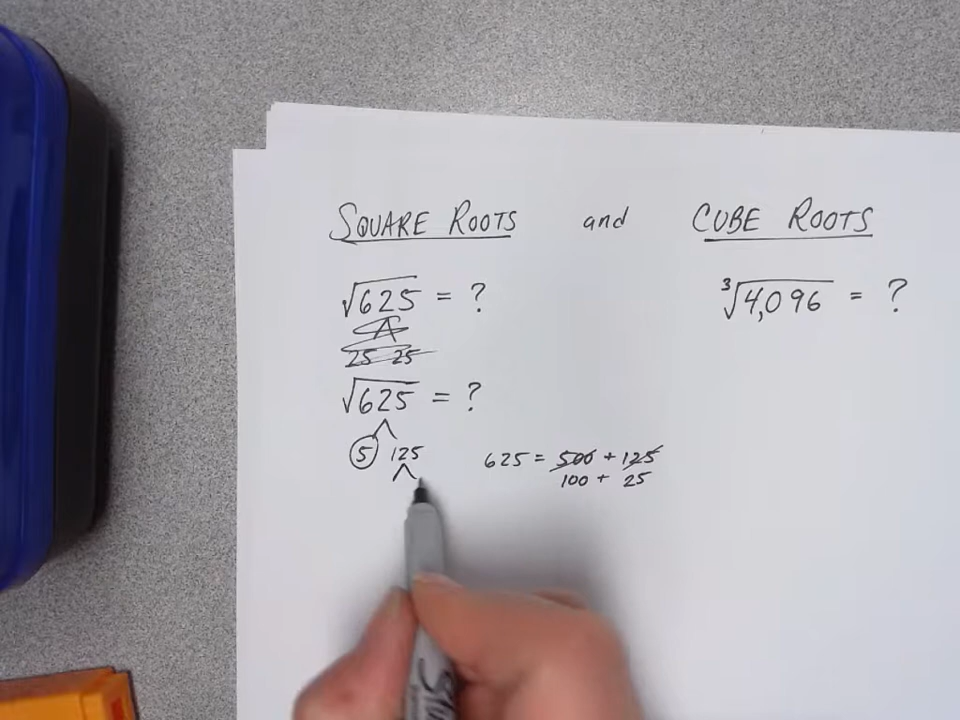 SQUARE ROOTS and CUBE ROOTS
√625 = ?
25 25
√625 = ?
5 125
625 = 500 + 125
100 + 25
³√4,096 = ?